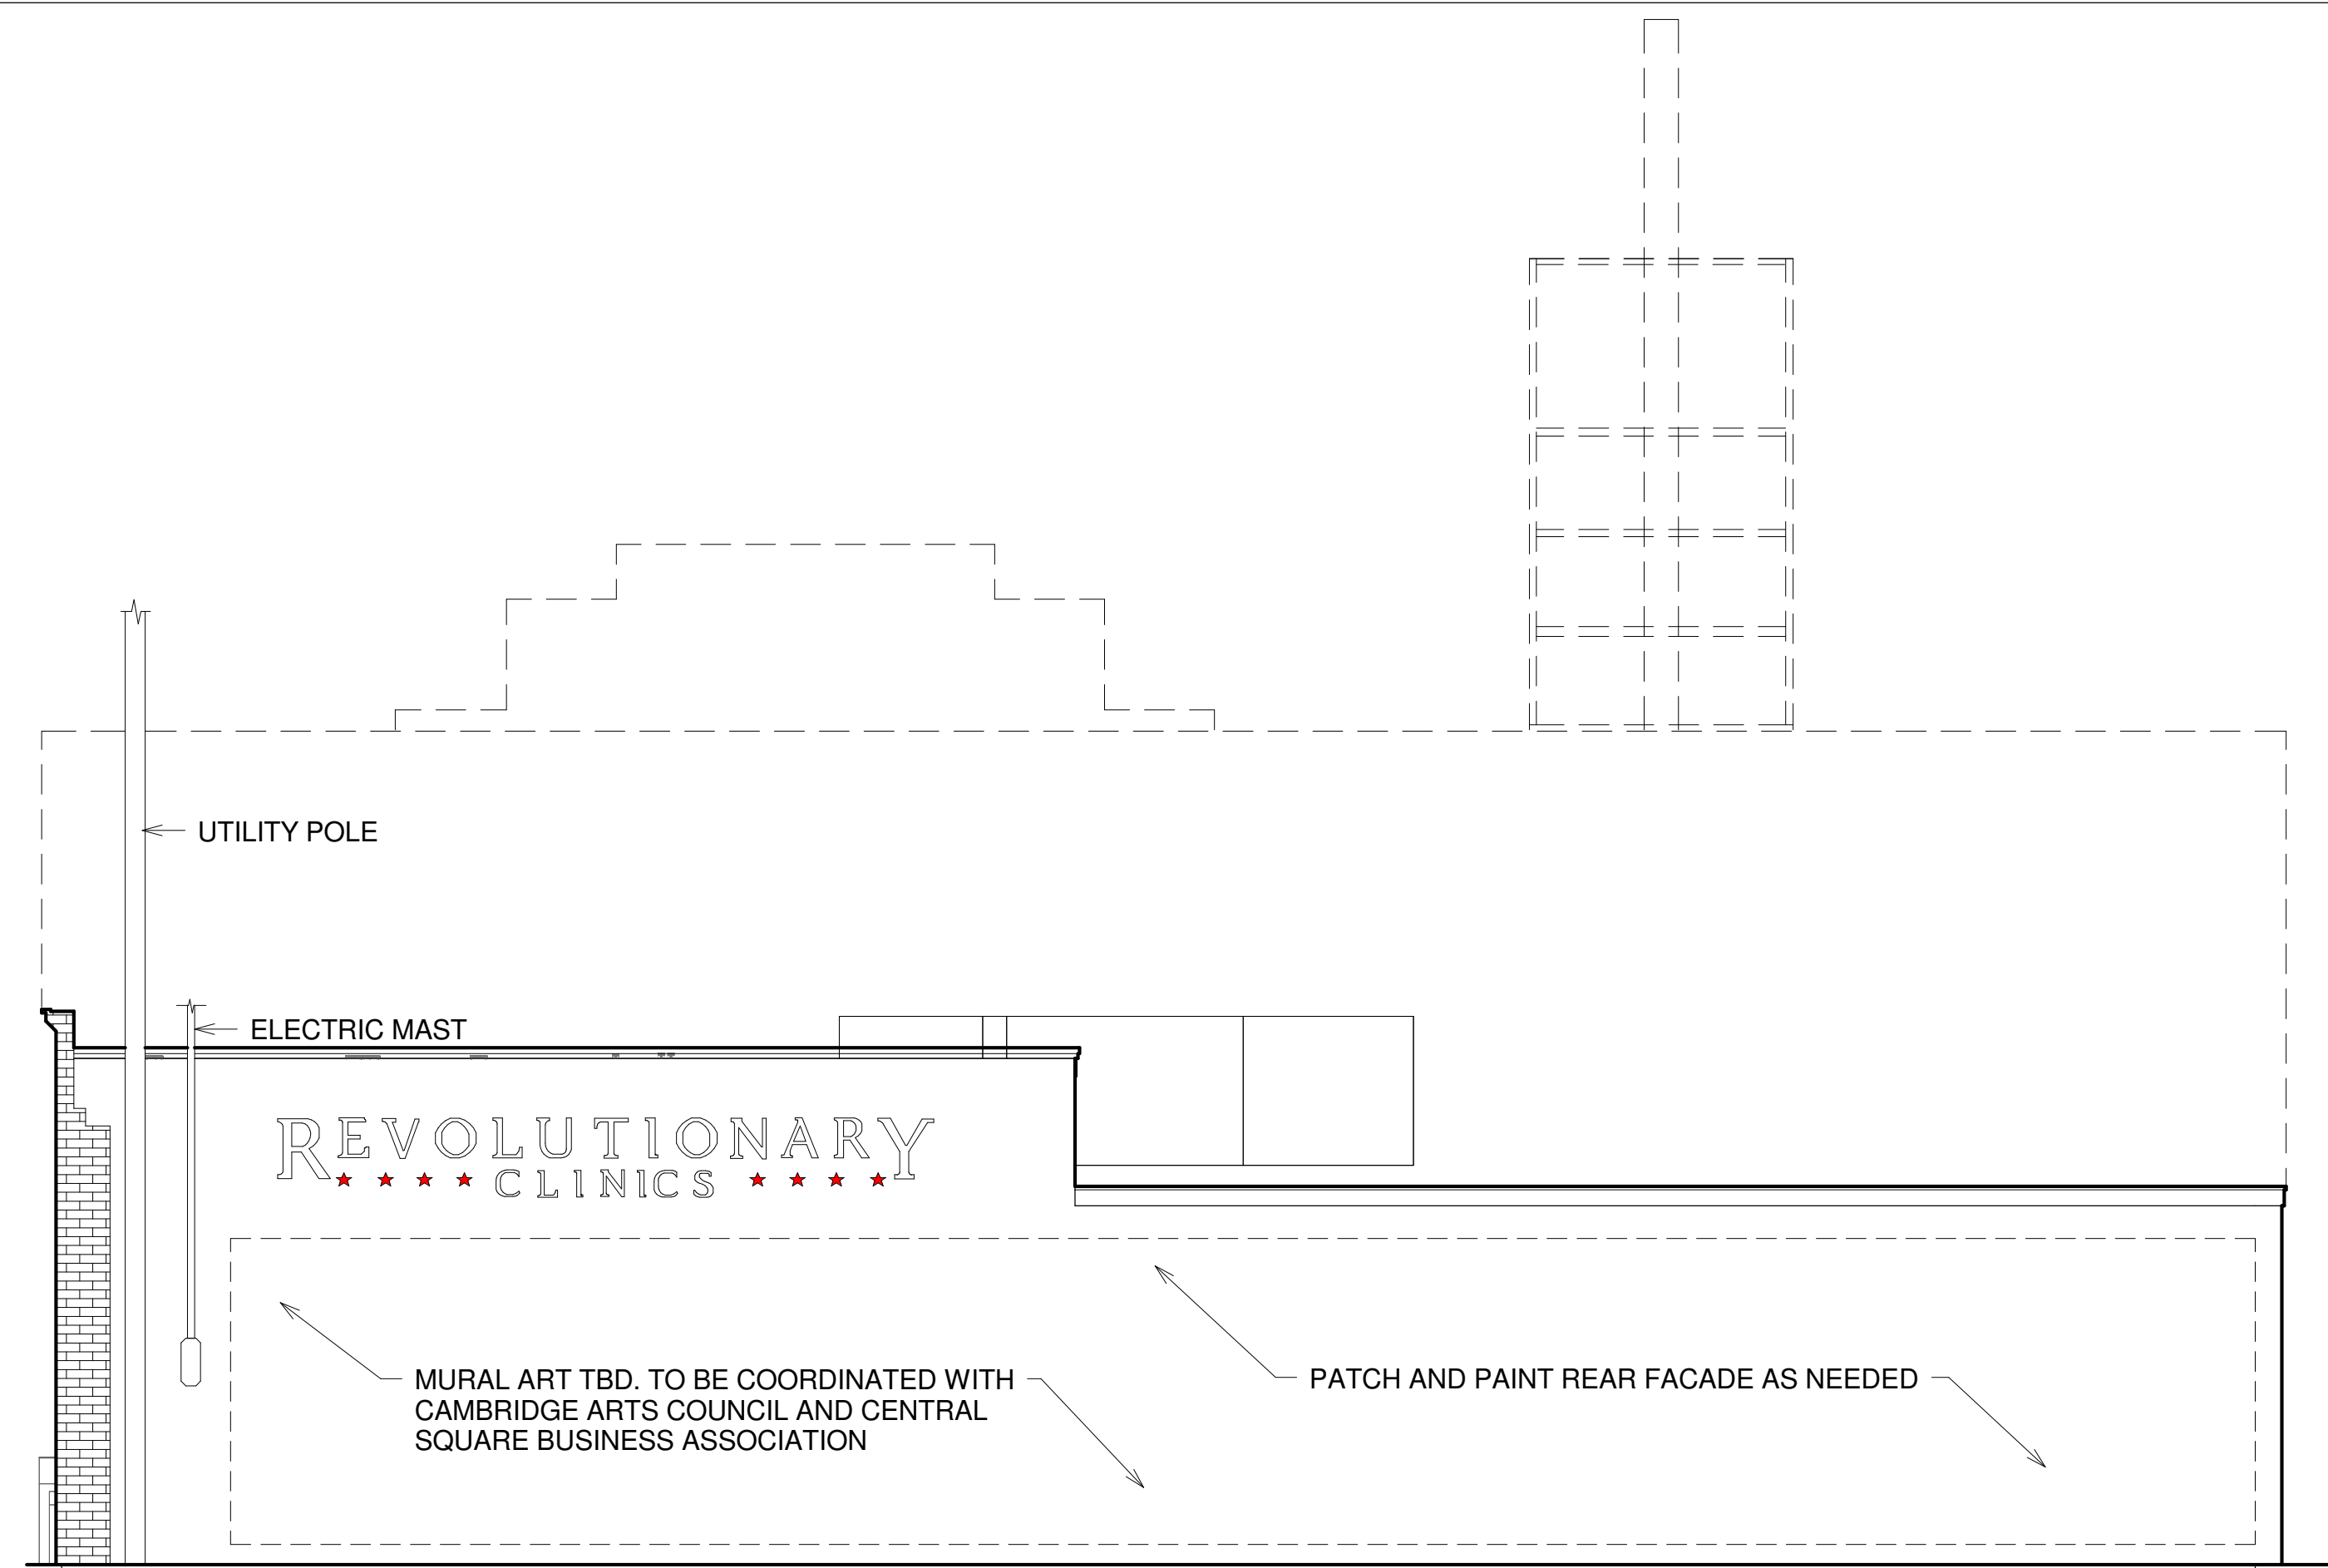 UTILITY POLE
ELECTRIC MAST
REVOLUTIONARY
CLINICS
MURAL ART TBD. TO BE COORDINATED WITH
CAMBRIDGE ARTS COUNCIL AND CENTRAL
SQUARE BUSINESS ASSOCIATION
PATCH AND PAINT REAR FACADE AS NEEDED